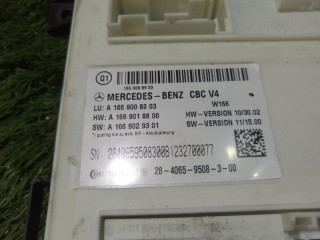 Q1
166 900 89 03
MERCEDES-BENZ CBC V4
LU: A 166 900 89 03 W166
HW: A 166 901 88 00 HW-VERSION 10/30.02
SW: A 166 902 93 01 SW-VERSION 11/15.00
SN:
28-4065-9508-3-00